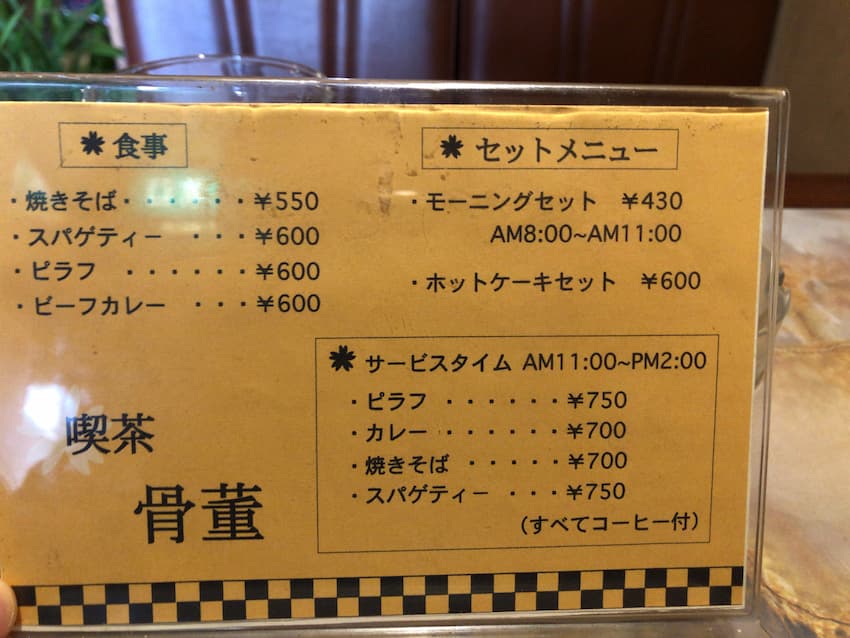 食事
・焼きそば・・・・・・¥550
・スパゲティー ・・・¥600
・ピラフ ・・・・・・¥600
・ビーフカレー ・・・¥600
セットメニュー
・モーニングセット ¥430
AM8:00~AM11:00
・ホットケーキセット ¥600
サービスタイム AM11:00~PM2:00
・ピラフ ・・・・・・¥750
・カレー ・・・・・・¥700
・焼きそば ・・・・・¥700
・スパゲティー ・・・¥750
(すべてコーヒー付)
喫茶
骨董